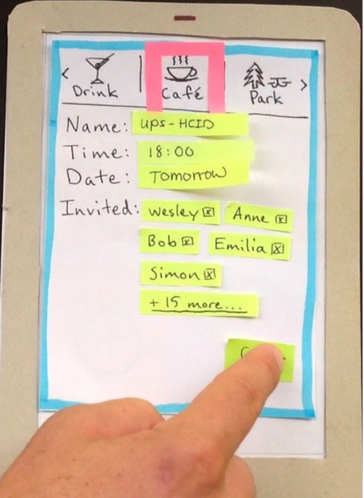 Drink Café Park
Name: ups-HCID
Time: 18:00
Date: Tomorrow
Invited: Wesley Anne
Bob Emilia
Simon
+ 15 more...